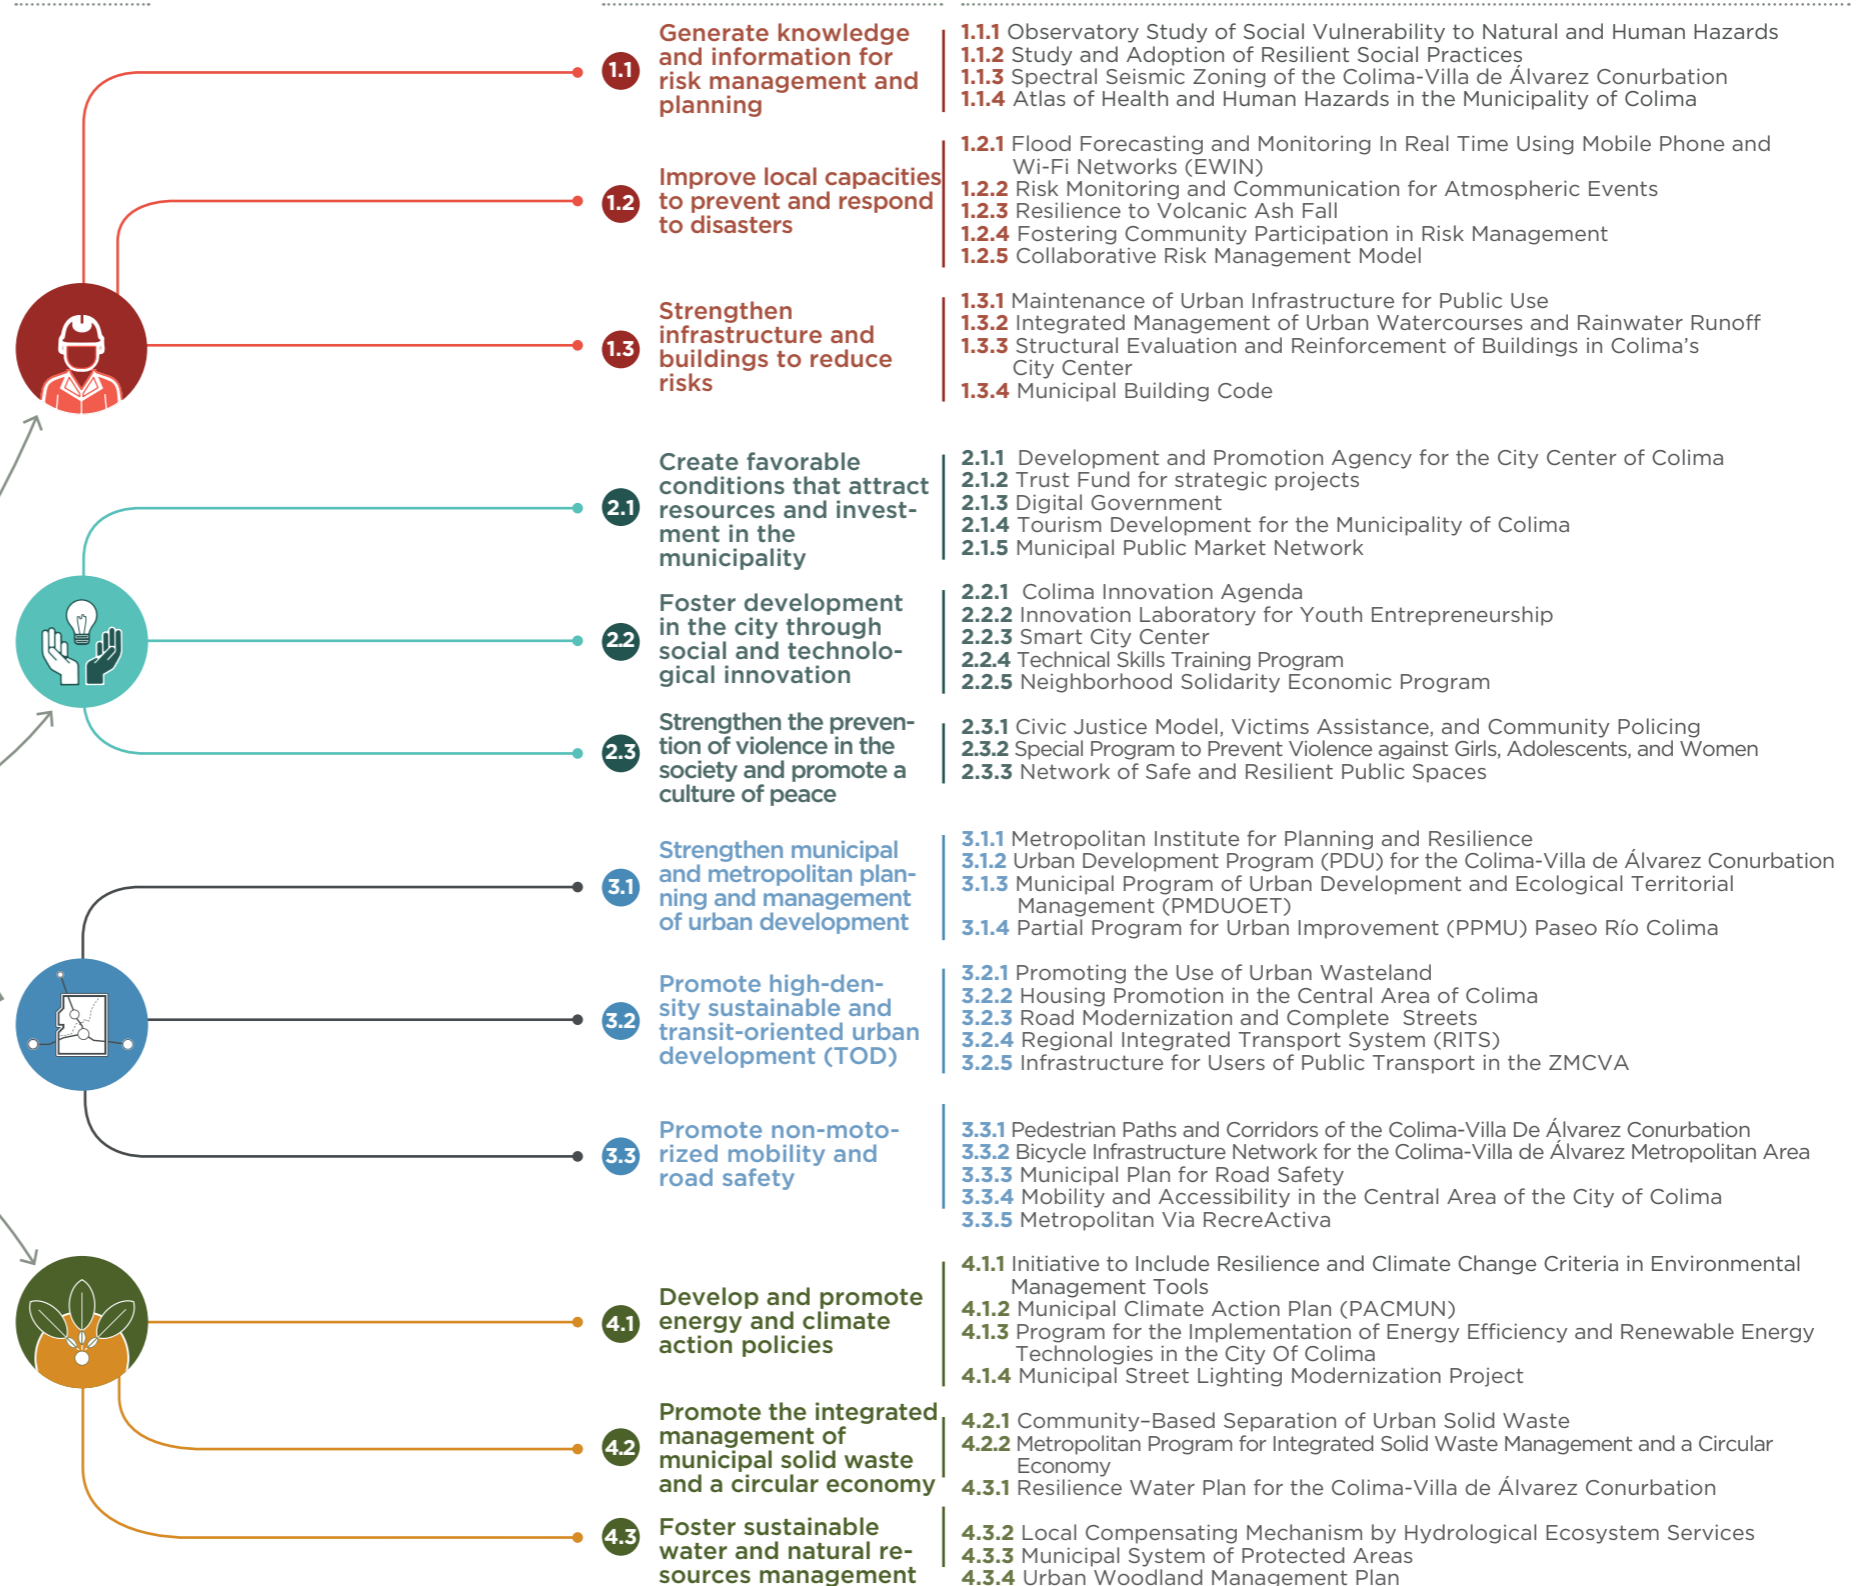 1.1
Generate knowledge
and information for
risk management and
planning
1.1.1 Observatory Study of Social Vulnerability to Natural and Human Hazards
1.1.2 Study and Adoption of Resilient Social Practices
1.1.3 Spectral Seismic Zoning of the Colima-Villa de Álvarez Conurbation
1.1.4 Atlas of Health and Human Hazards in the Municipality of Colima
1.2
Improve local capacities
to prevent and respond
to disasters
1.2.1 Flood Forecasting and Monitoring In Real Time Using Mobile Phone and
Wi-Fi Networks (EWIN)
1.2.2 Risk Monitoring and Communication for Atmospheric Events
1.2.3 Resilience to Volcanic Ash Fall
1.2.4 Fostering Community Participation in Risk Management
1.2.5 Collaborative Risk Management Model
1.3
Strengthen
infrastructure and
buildings to reduce
risks
1.3.1 Maintenance of Urban Infrastructure for Public Use
1.3.2 Integrated Management of Urban Watercourses and Rainwater Runoff
1.3.3 Structural Evaluation and Reinforcement of Buildings in Colima's
City Center
1.3.4 Municipal Building Code
2.1
Create favorable
conditions that attract
resources and invest-
ment in the
municipality
2.1.1 Development and Promotion Agency for the City Center of Colima
2.1.2 Trust Fund for strategic projects
2.1.3 Digital Government
2.1.4 Tourism Development for the Municipality of Colima
2.1.5 Municipal Public Market Network
2.2
Foster development
in the city through
social and technolo-
gical innovation
2.2.1 Colima Innovation Agenda
2.2.2 Innovation Laboratory for Youth Entrepreneurship
2.2.3 Smart City Center
2.2.4 Technical Skills Training Program
2.2.5 Neighborhood Solidarity Economic Program
2.3
Strengthen the preven-
tion of violence in the
society and promote a
culture of peace
2.3.1 Civic Justice Model, Victims Assistance, and Community Policing
2.3.2 Special Program to Prevent Violence against Girls, Adolescents, and Women
2.3.3 Network of Safe and Resilient Public Spaces
3.1
Strengthen municipal
and metropolitan plan-
ning and management
of urban development
3.1.1 Metropolitan Institute for Planning and Resilience
3.1.2 Urban Development Program (PDU) for the Colima-Villa de Álvarez Conurbation
3.1.3 Municipal Program of Urban Development and Ecological Territorial
Management (PMDUOET)
3.1.4 Partial Program for Urban Improvement (PPMU) Paseo Río Colima
3.2
Promote high-den-
sity sustainable and
transit-oriented urban
development (TOD)
3.2.1 Promoting the Use of Urban Wasteland
3.2.2 Housing Promotion in the Central Area of Colima
3.2.3 Road Modernization and Complete Streets
3.2.4 Regional Integrated Transport System (RITS)
3.2.5 Infrastructure for Users of Public Transport in the ZMCVA
3.3
Promote non-moto-
rized mobility and
road safety
3.3.1 Pedestrian Paths and Corridors of the Colima-Villa De Álvarez Conurbation
3.3.2 Bicycle Infrastructure Network for the Colima-Villa de Álvarez Metropolitan Area
3.3.3 Municipal Plan for Road Safety
3.3.4 Mobility and Accessibility in the Central Area of the City of Colima
3.3.5 Metropolitan Via RecreActiva
4.1
Develop and promote
energy and climate
action policies
4.1.1 Initiative to Include Resilience and Climate Change Criteria in Environmental
Management Tools
4.1.2 Municipal Climate Action Plan (PACMUN)
4.1.3 Program for the Implementation of Energy Efficiency and Renewable Energy
Technologies in the City Of Colima
4.1.4 Municipal Street Lighting Modernization Project
4.2
Promote the integrated
management of
municipal solid waste
and a circular economy
4.2.1 Community–Based Separation of Urban Solid Waste
4.2.2 Metropolitan Program for Integrated Solid Waste Management and a Circular
Economy
4.3.1 Resilience Water Plan for the Colima-Villa de Álvarez Conurbation
4.3
Foster sustainable
water and natural re-
sources management
4.3.2 Local Compensating Mechanism by Hydrological Ecosystem Services
4.3.3 Municipal System of Protected Areas
4.3.4 Urban Woodland Management Plan